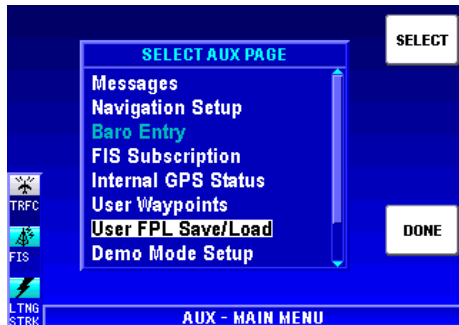 SELECT
SELECT AUX PAGE
Messages
Navigation Setup
Baro Entry
FIS Subscription
Internal GPS Status
User Waypoints
User FPL Save/Load
Demo Mode Setup
TRFC
FIS
LTNG
STRK
DONE
AUX - MAIN MENU